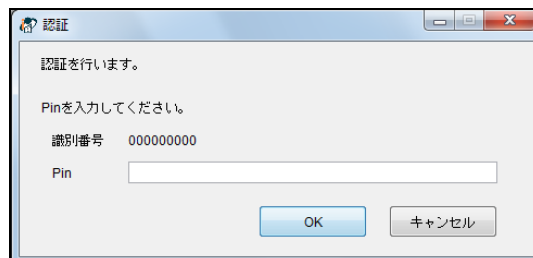 認証
認証を行います。
Pinを入力してください。
識別番号 000000000
Pin
OK キャンセル